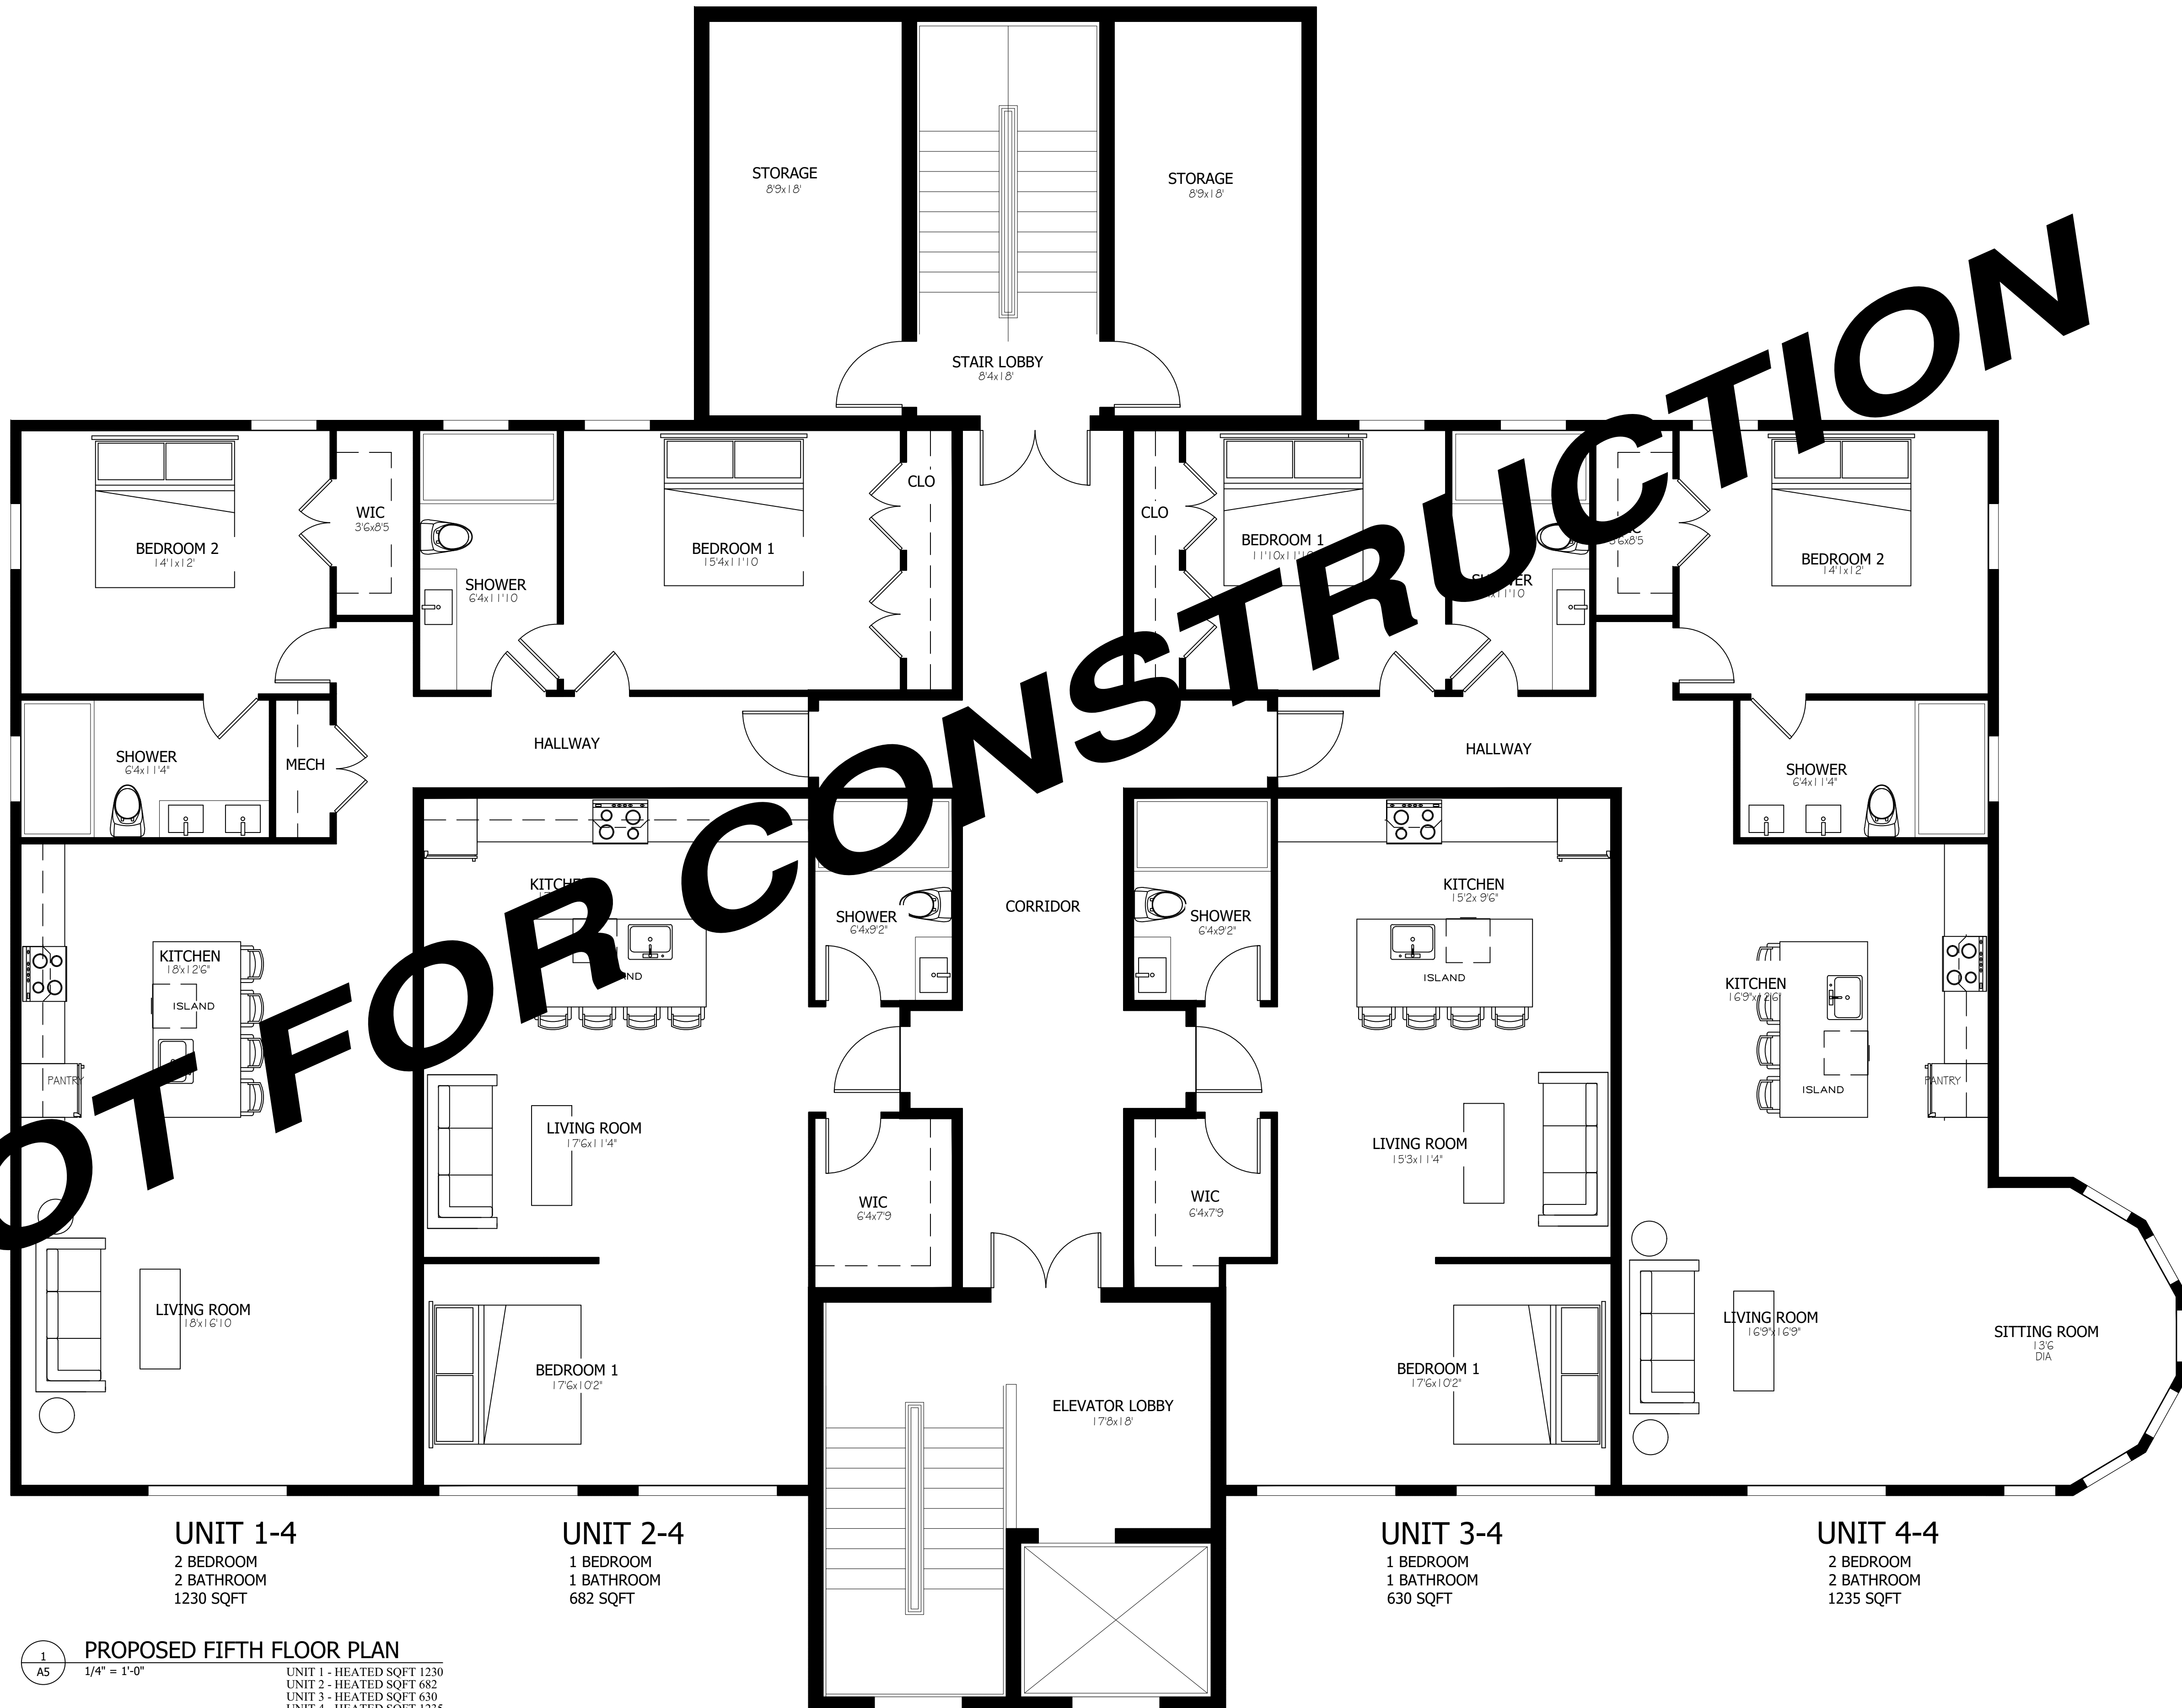 STORAGE
8'9x18'
STORAGE
8'9x18'
STAIR LOBBY
8'4x18'
BEDROOM 2
14'1x12'
WIC
3'6x8'5
SHOWER
6'4x11'10
BEDROOM 1
15'4x11'10
CLO
CLO
BEDROOM 1
BEDROOM 2
14'1x12'
SHOWER
6'4x11'4"
MECH
HALLWAY
HALLWAY
SHOWER
6'4x11'4"
KITCHEN
18'x12'6"
ISLAND
PANTRY
SHOWER
6'4x9'2"
CORRIDOR
SHOWER
6'4x9'2"
KITCHEN
15'2x 9'6"
ISLAND
KITCHEN
16'9"x12'6"
ISLAND
PANTRY
LIVING ROOM
17'6x11'4"
LIVING ROOM
15'3x11'4"
WIC
6'4x7'9
WIC
6'4x7'9
LIVING ROOM
18'x16'10
BEDROOM 1
17'6x10'2"
ELEVATOR LOBBY
17'8x18'
BEDROOM 1
17'6x10'2"
LIVING ROOM
16'9"x16'9"
SITTING ROOM
13'6
DIA
OT FOR CONSTRUCTION
UNIT 1-4
2 BEDROOM
2 BATHROOM
1230 SQFT
UNIT 2-4
1 BEDROOM
1 BATHROOM
682 SQFT
UNIT 3-4
1 BEDROOM
1 BATHROOM
630 SQFT
UNIT 4-4
2 BEDROOM
2 BATHROOM
1235 SQFT
1
A5
PROPOSED FIFTH FLOOR PLAN
1/4" = 1'-0"
UNIT 1 - HEATED SQFT 1230
UNIT 2 - HEATED SQFT 682
UNIT 3 - HEATED SQFT 630
UNIT 4 - HEATED SQFT 1235